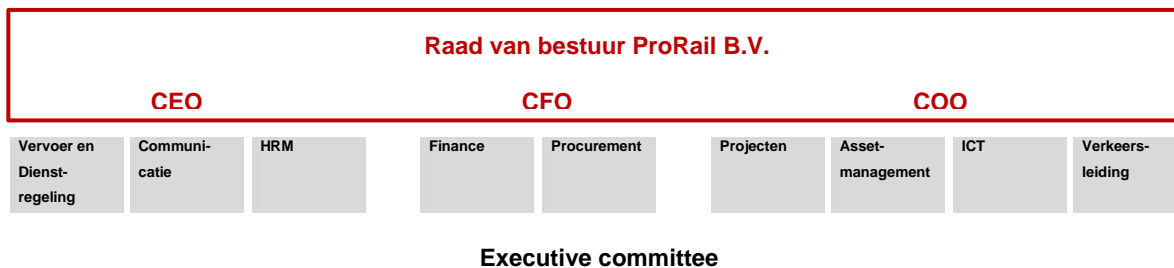 Raad van bestuur ProRail B.V.
CEO CFO COO
Vervoer en
Dienst-
regeling
Communi-
catie
HRM
Finance
Procurement
Projecten
Asset-
management
ICT
Verkeers-
leiding
Executive committee